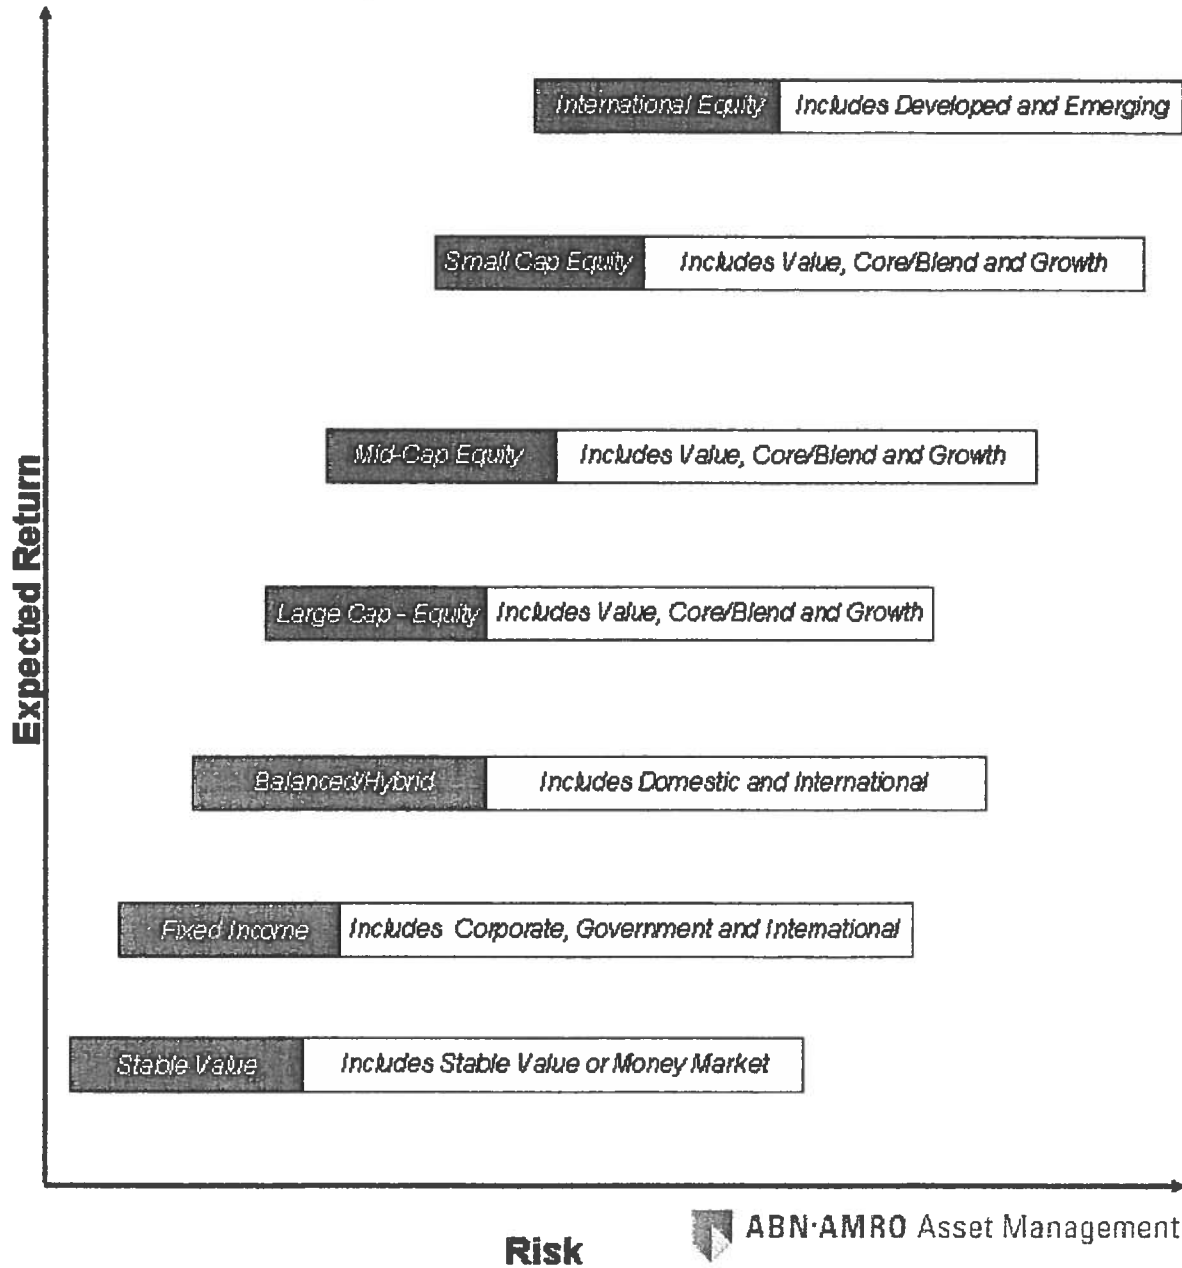 International Equity Includes Developed and Emerging
Small Cap Equity Includes Value, Core/Blend and Growth
Mid-Cap Equity Includes Value, Core/Blend and Growth
Expected Return
Large Cap - Equity Includes Value, Core/Blend and Growth
Balanced/Hybrid Includes Domestic and International
Fixed Income Includes Corporate, Government and International
Stable Value Includes Stable Value or Money Market
Risk
ABN·AMRO Asset Management